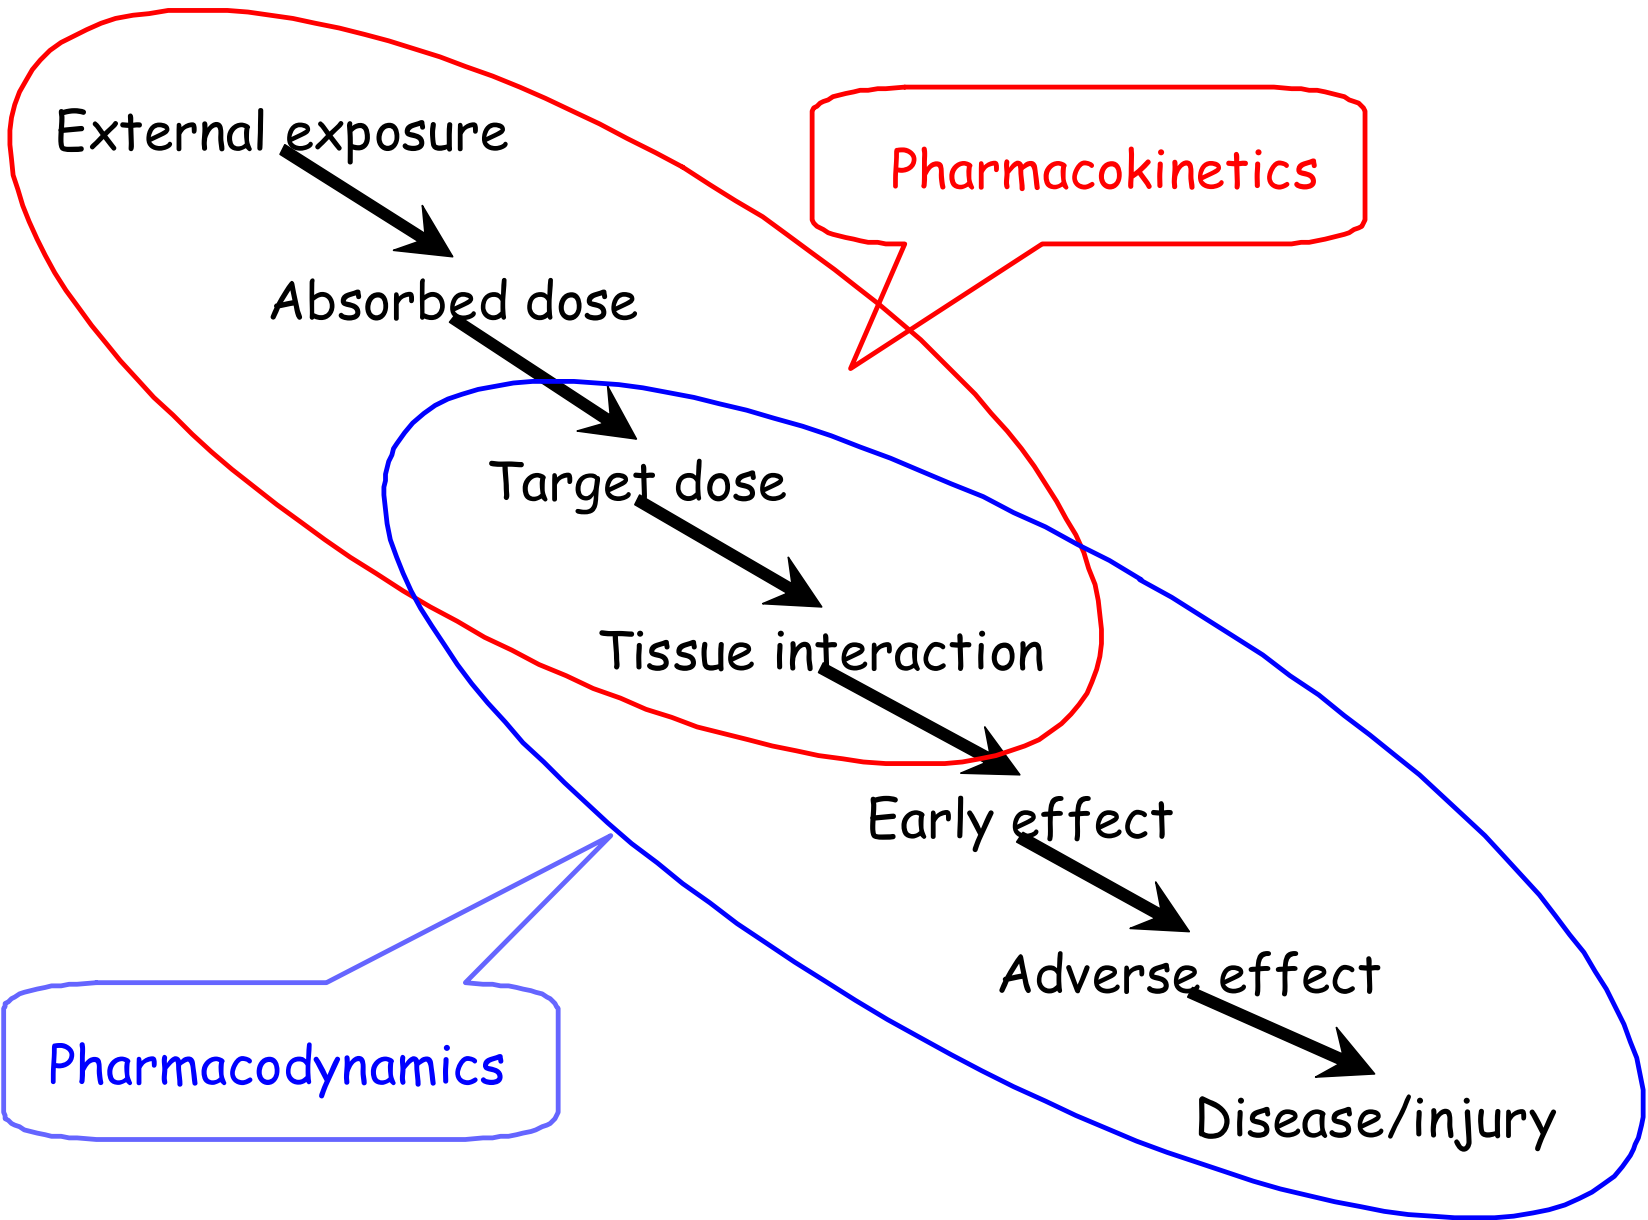 External exposure
Pharmacokinetics
Absorbed dose
Target dose
Tissue interaction
Early effect
Adverse effect
Pharmacodynamics
Disease/injury